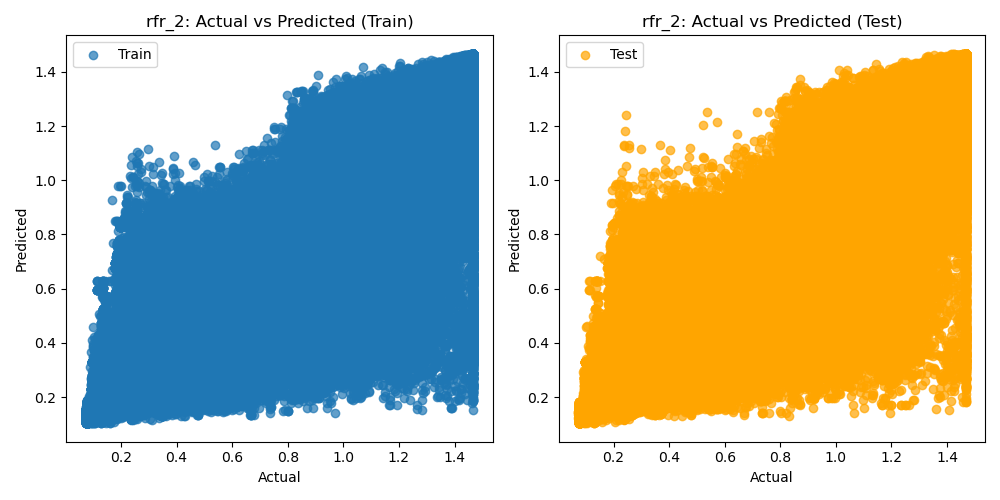 rfr_2: Actual vs Predicted (Train)
Train
Predicted
1.4
1.2
1.0
0.8
0.6
0.4
0.2
0.2 0.4 0.6 0.8 1.0 1.2 1.4
Actual
rfr_2: Actual vs Predicted (Test)
Test
Predicted
1.4
1.2
1.0
0.8
0.6
0.4
0.2
0.2 0.4 0.6 0.8 1.0 1.2 1.4
Actual